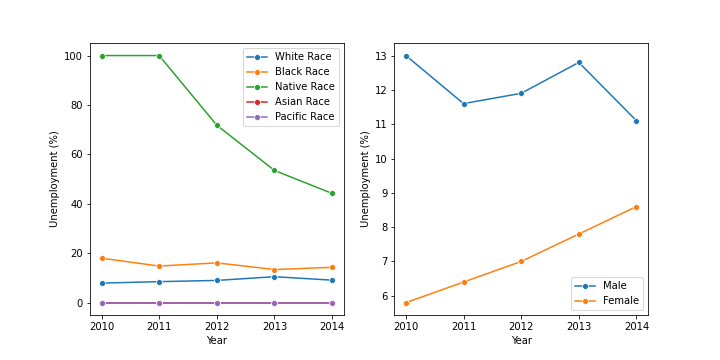 100
80
60
40
20
0
Unemployment (%)
2010 2011 2012 2013 2014
Year
White Race
Black Race
Native Race
Asian Race
Pacific Race
13
12
11
10
9
8
7
6
Unemployment (%)
2010 2011 2012 2013 2014
Year
Male
Female